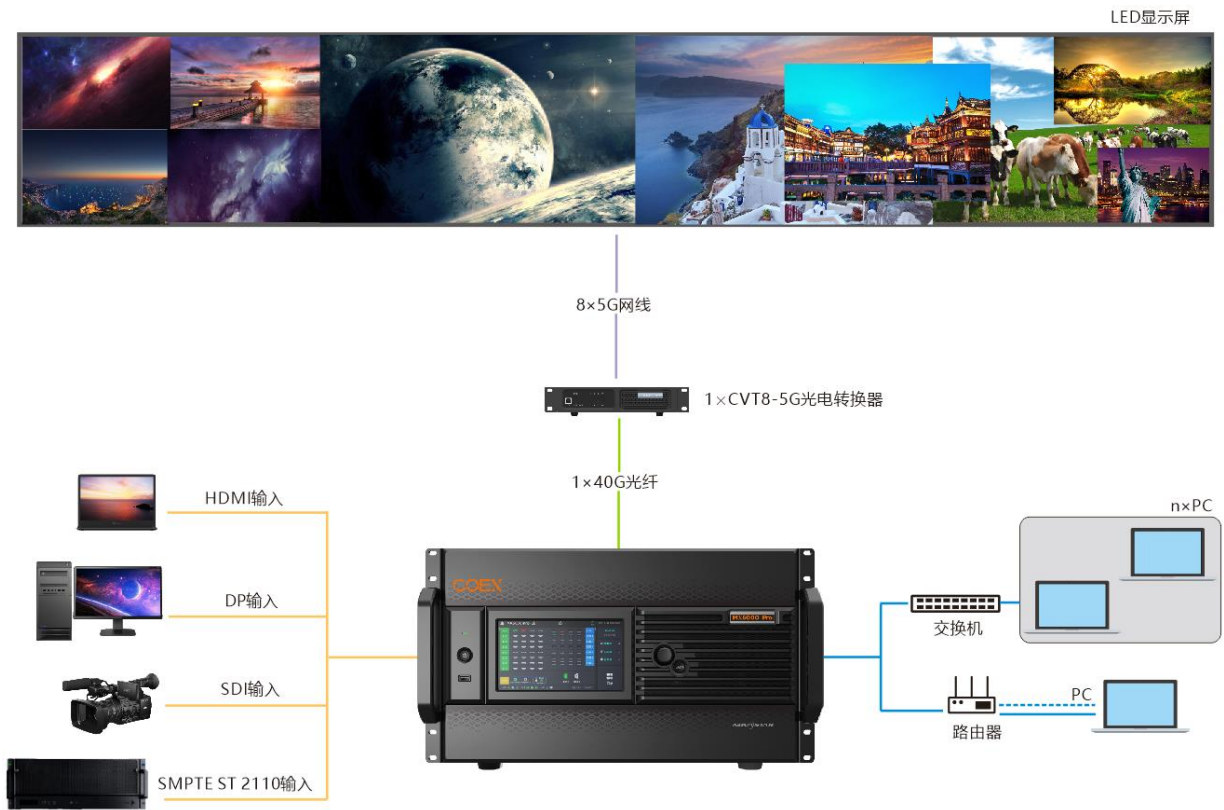 LED显示屏
8×5G网线
1×CVT8-5G光电转换器
1×40G光纤
HDMI输入
DP输入
SDI输入
SMPTE ST 2110输入
COEX
MX6000 Pro
NOVASTAR
n×PC
交换机
PC
路由器